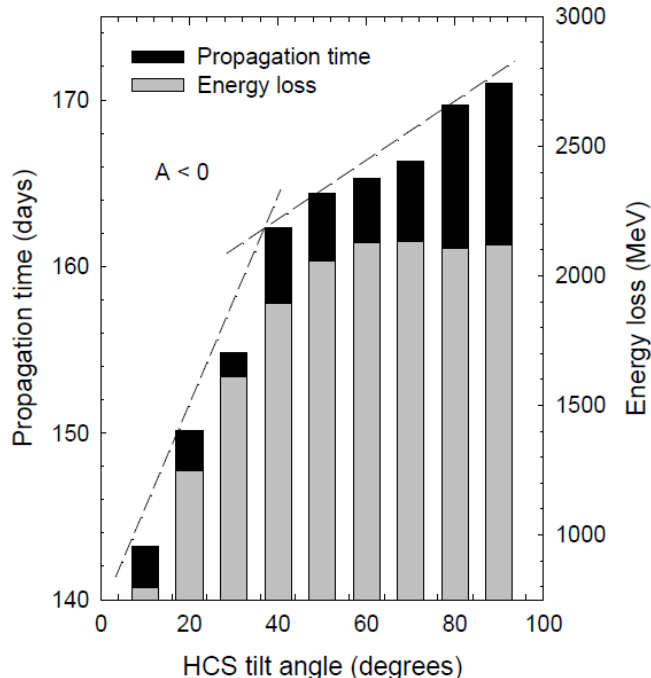 Propagation time
Energy loss
A < 0
Propagation time (days)
170
160
150
140
3000
2500
2000
1500
1000
Energy loss (MeV)
0 20 40 60 80 100
HCS tilt angle (degrees)